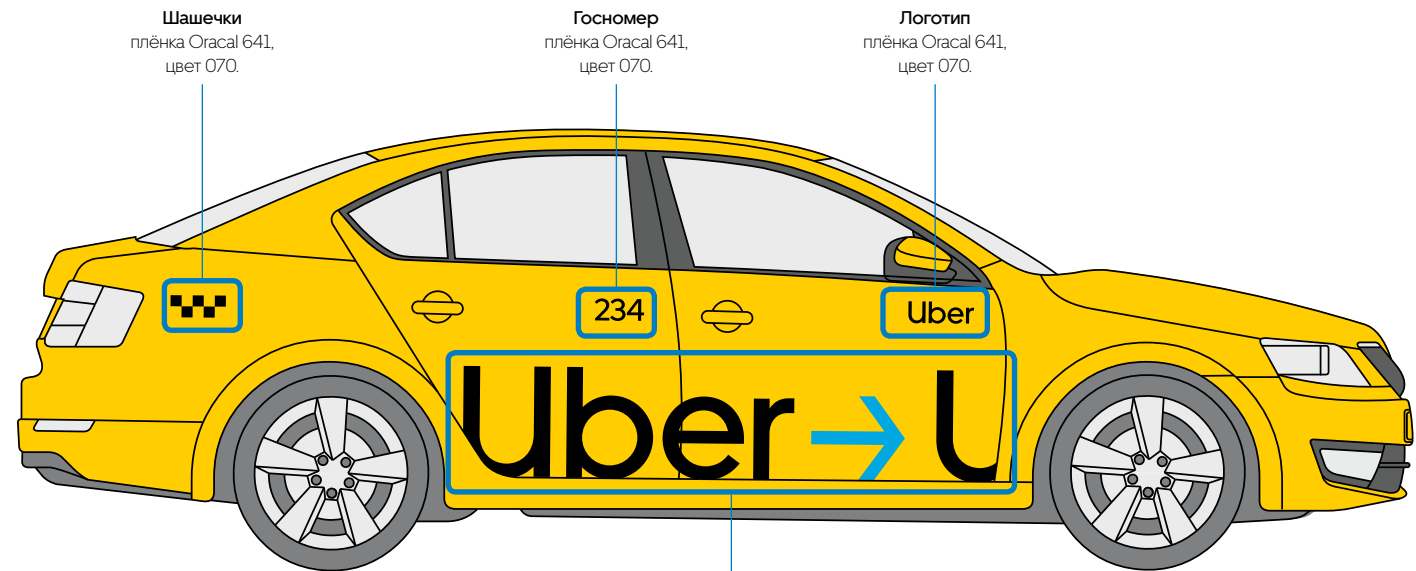 Шашечки
плёнка Oracal 641,
цвет 070.
Госномер
плёнка Oracal 641,
цвет 070.
Логотип
плёнка Oracal 641,
цвет 070.
234
Uber
Uber → U